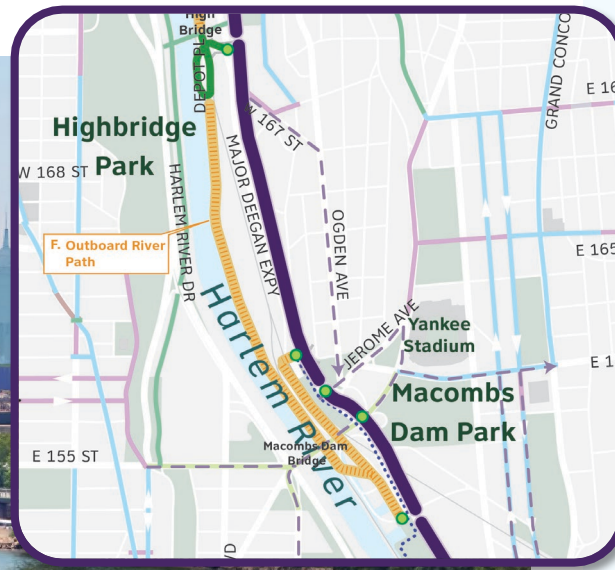 High
Bridge
DEPOT PL
GRAND CONCO
E 16
Highbridge
Park
W 167 ST
W 168 ST
MAJOR DEEGAN EXPY
HARLEM RIVER DR
OGDEN AVE
F. Outboard River
Path
E 165
Harlem River
JEROME AVE
Yankee
Stadium
E 1
Macombs
Dam Park
Macombs Dam
Bridge
E 155 ST
VD